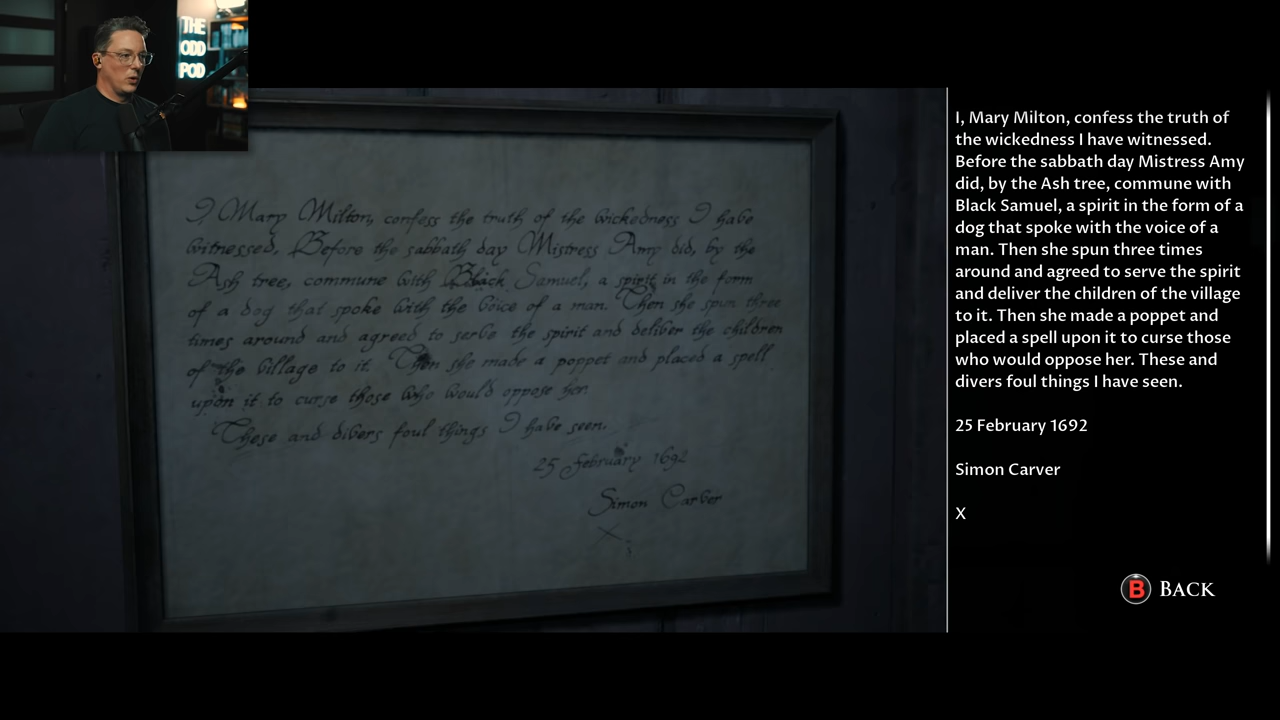 THE
ODD
POD
I, Mary Milton, confess the truth of the wickedness I have
witnessed. Before the sabbath day Mistress Amy did, by the
Ash tree, commune with Black Samuel, a spirit in the form
of a dog that spoke with the voice of a man. Then she spun three
times around and agreed to serve the spirit and deliver the children
of the village to it. Then she made a poppet and placed a spell
upon it to curse those who would oppose her.
These and divers foul things I have seen.
25 February 1692
Simon Carver
X
I, Mary Milton, confess the truth of
the wickedness I have witnessed.
Before the sabbath day Mistress Amy
did, by the Ash tree, commune with
Black Samuel, a spirit in the form of a
dog that spoke with the voice of a
man. Then she spun three times
around and agreed to serve the spirit
and deliver the children of the village
to it. Then she made a poppet and
placed a spell upon it to curse those
who would oppose her. These and
divers foul things I have seen.
25 February 1692
Simon Carver
X
B BACK